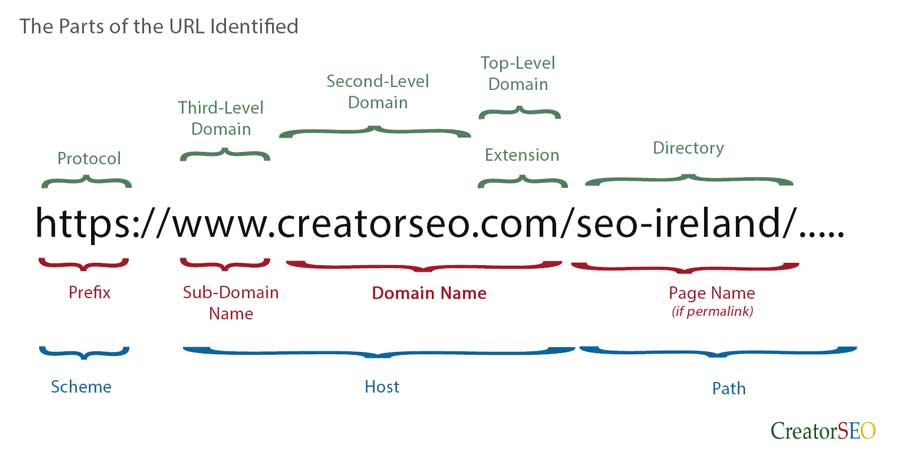 The Parts of the URL Identified
Top-Level
Domain
Second-Level
Domain
Third-Level
Domain
Protocol
Extension
Directory
https://www.creatorseo.com/seo-ireland/.....
Prefix
Sub-Domain
Name
Domain Name
Page Name
(if permalink)
Scheme
Host
Path
CreatorSEO